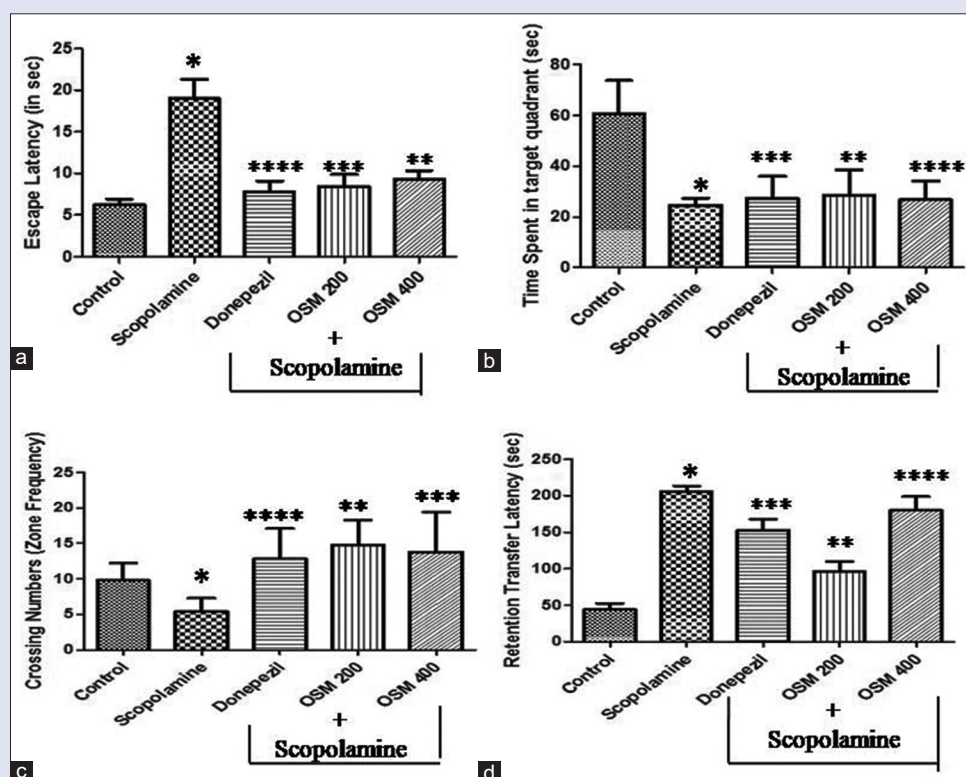 Escape Latency (in sec)
25
20
15
10
5
0
*
****
***
**
Control
Scopolamine
Donepezil
OSM 200
OSM 400
+
Scopolamine
a
Time Spent in target quadrant (sec)
80
60
40
20
0
*
***
**
****
Control
Scopolamine
Donepezil
OSM 200
OSM 400
+
Scopolamine
b
Crossing Numbers (Zone Frequency)
25
20
15
10
5
0
*
****
**
***
Control
Scopolamine
Donepezil
OSM 200
OSM 400
+
Scopolamine
c
Retention Transfer Latency (sec)
250
200
150
100
50
0
*
***
**
****
Control
Scopolamine
Donepezil
OSM 200
OSM 400
+
Scopolamine
d